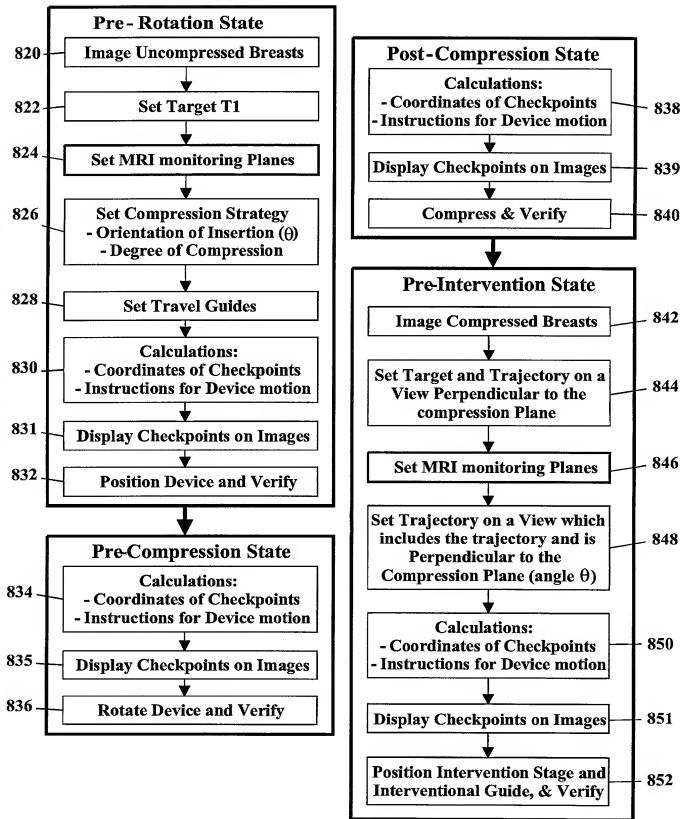 Pre - Rotation State
820
Image Uncompressed Breasts
822
Set Target T1
824
Set MRI monitoring Planes
826
Set Compression Strategy
- Orientation of Insertion (θ)
- Degree of Compression
828
Set Travel Guides
830
Calculations:
- Coordinates of Checkpoints
- Instructions for Device motion
831
Display Checkpoints on Images
832
Position Device and Verify
Pre-Compression State
834
Calculations:
- Coordinates of Checkpoints
- Instructions for Device motion
835
Display Checkpoints on Images
836
Rotate Device and Verify
Post-Compression State
Calculations:
- Coordinates of Checkpoints
- Instructions for Device motion
838
Display Checkpoints on Images
839
Compress & Verify
840
Pre-Intervention State
842
Image Compressed Breasts
Set Target and Trajectory on a
View Perpendicular to the
compression Plane
844
Set MRI monitoring Planes
846
Set Trajectory on a View which
includes the trajectory and is
Perpendicular to the
Compression Plane (angle θ)
848
Calculations:
- Coordinates of Checkpoints
- Instructions for Device motion
850
Display Checkpoints on Images
851
Position Intervention Stage and
Interventional Guide, & Verify
852